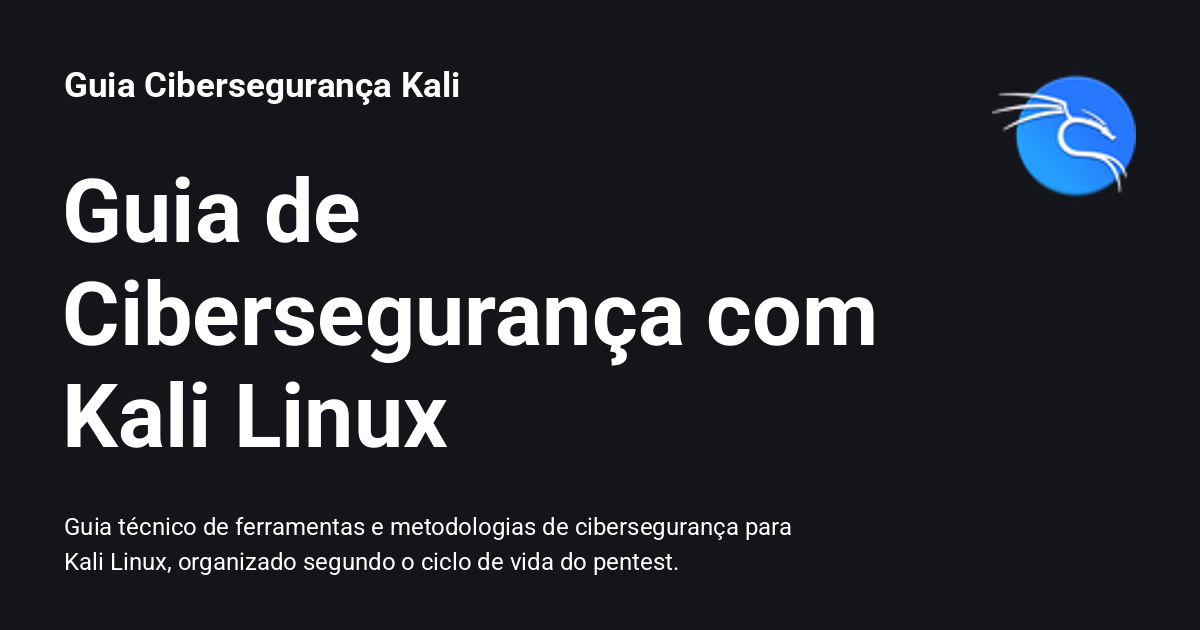 Guia Cibersegurança Kali
Guia de
Cibersegurança com
Kali Linux
Guia técnico de ferramentas e metodologias de cibersegurança para
Kali Linux, organizado segundo o ciclo de vida do pentest.